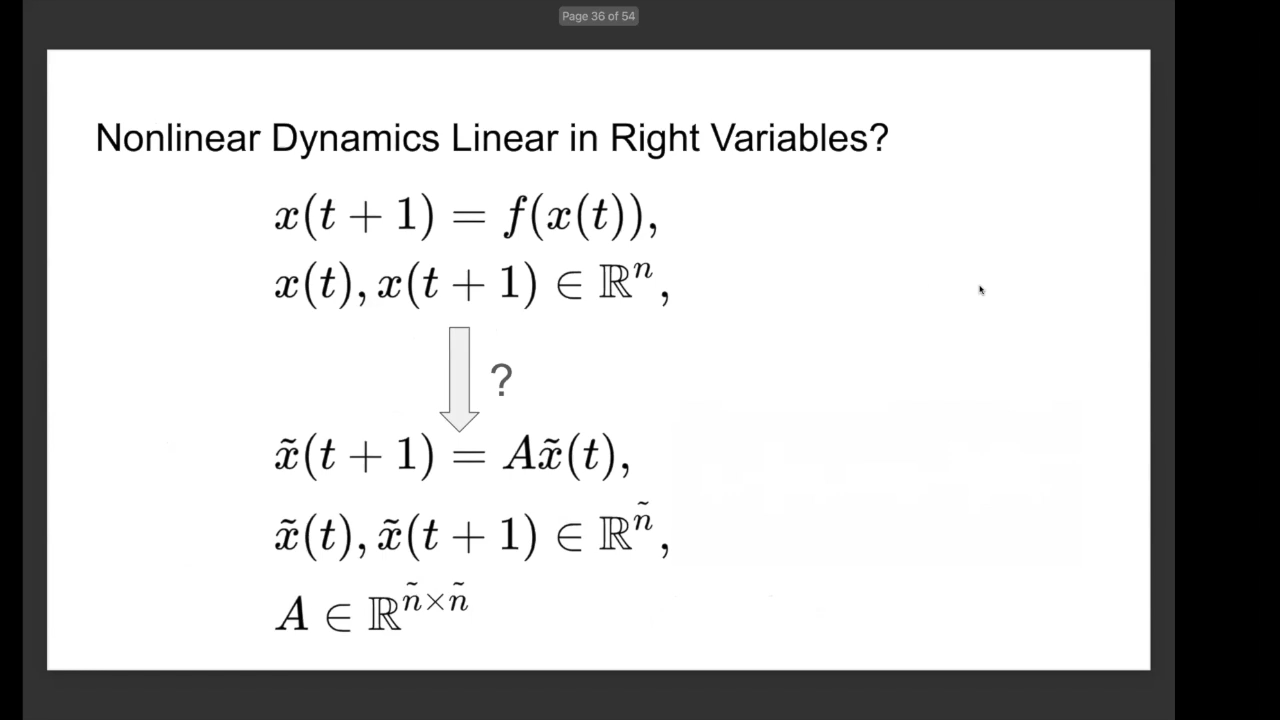 Page 36 of 54
Nonlinear Dynamics Linear in Right Variables?
x(t + 1) = f(x(t)),
x(t), x(t + 1) ∈ ℝⁿ,
?
x̃(t + 1) = Ax̃(t),
x̃(t), x̃(t + 1) ∈ ℝ^ñ,
A ∈ ℝ^ñ×ñ